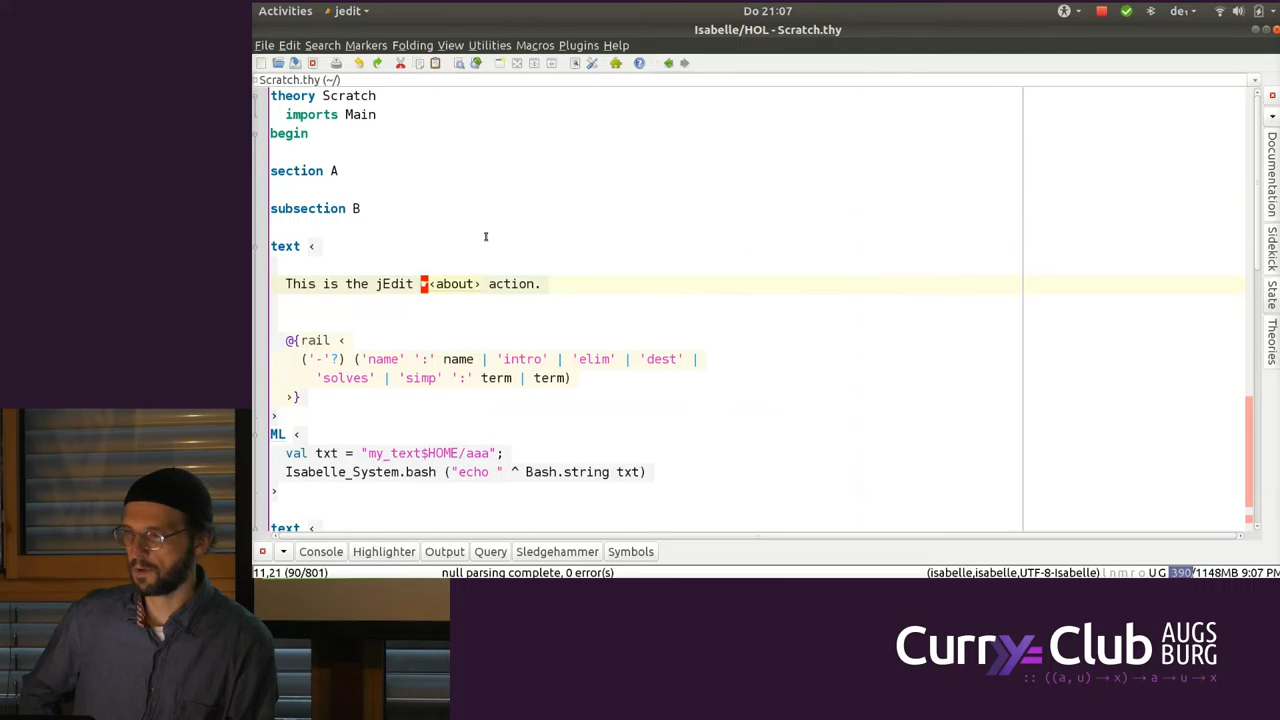 Activities jedit Do 21:07 de₁
Isabelle/HOL - Scratch.thy
File Edit Search Markers Folding View Utilities Macros Plugins Help
Scratch.thy (~/)
theory Scratch
imports Main
begin
section A
subsection B
text ‹
This is the jEdit ‹about› action.
@{rail ‹
('-'?) ('name' ':' name | 'intro' | 'elim' | 'dest' |
'solves' | 'simp' ':' term | term)
›}
›
ML ‹
val txt = "my_text$HOME/aaa";
Isabelle_System.bash ("echo " ^ Bash.string txt)
›
text ‹
Documentation
Sidekick
State
Theories
Console Highlighter Output Query Sledgehammer Symbols
11,21 (90/801) null parsing complete, 0 error(s) (isabelle,isabelle,UTF-8-Isabelle) l n m r o U G 390/1148MB 9:07 PM
Curry Club AUGS
BURG
:: ((a, u) → x) → a → u → x